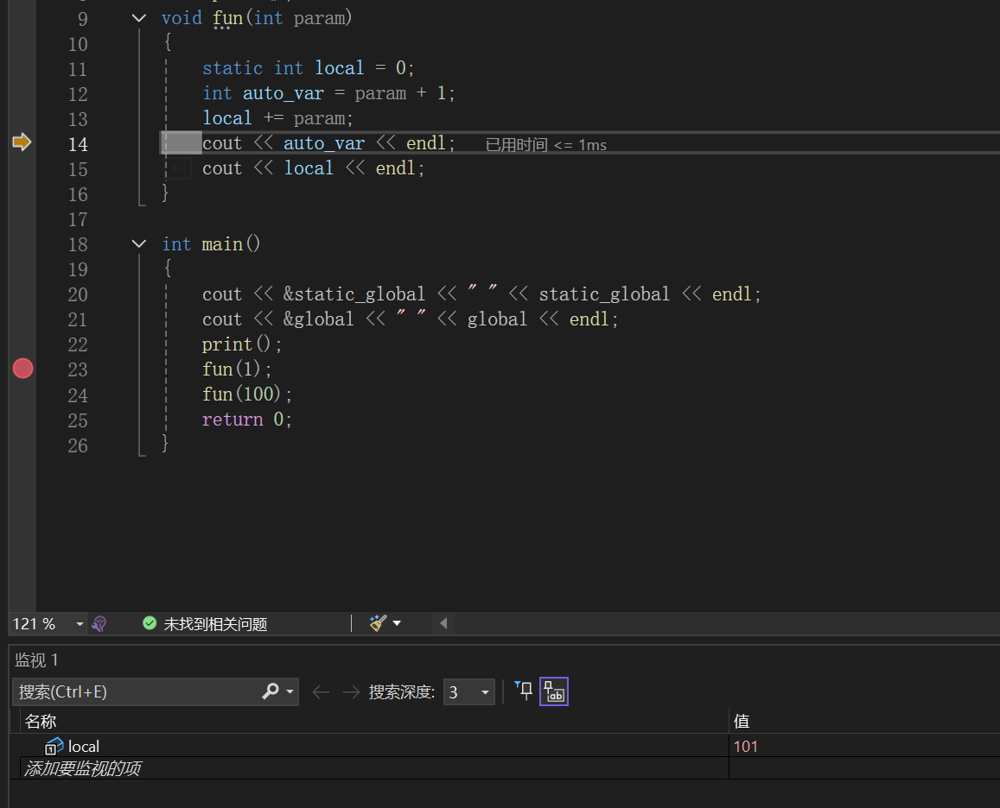 9 void fun(int param)
10 {
11 static int local = 0;
12 int auto_var = param + 1;
13 local += param;
14 cout << auto_var << endl; 已用时间 <= 1ms
15 cout << local << endl;
16 }
17
18 int main()
19 {
20 cout << &static_global << " " << static_global << endl;
21 cout << &global << " " << global << endl;
22 print();
23 fun(1);
24 fun(100);
25 return 0;
26 }
121 % 未找到相关问题
监视 1
搜索(Ctrl+E) 搜索深度: 3
名称 值
local 101
添加要监视的项